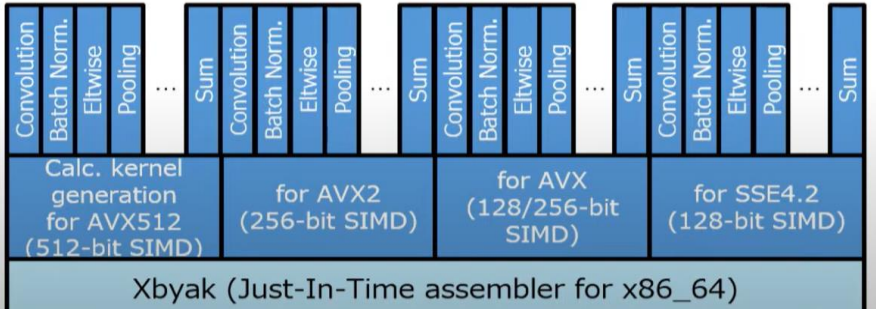 Convolution
Batch Norm.
Eltwise
Pooling
...
Sum
Convolution
Batch Norm.
Eltwise
Pooling
...
Sum
Convolution
Batch Norm.
Eltwise
Pooling
...
Sum
Convolution
Batch Norm.
Eltwise
Pooling
...
Sum
Calc. kernel
generation
for AVX512
(512-bit SIMD)
for AVX2
(256-bit SIMD)
for AVX
(128/256-bit
SIMD)
for SSE4.2
(128-bit SIMD)
Xbyak (Just-In-Time assembler for x86_64)